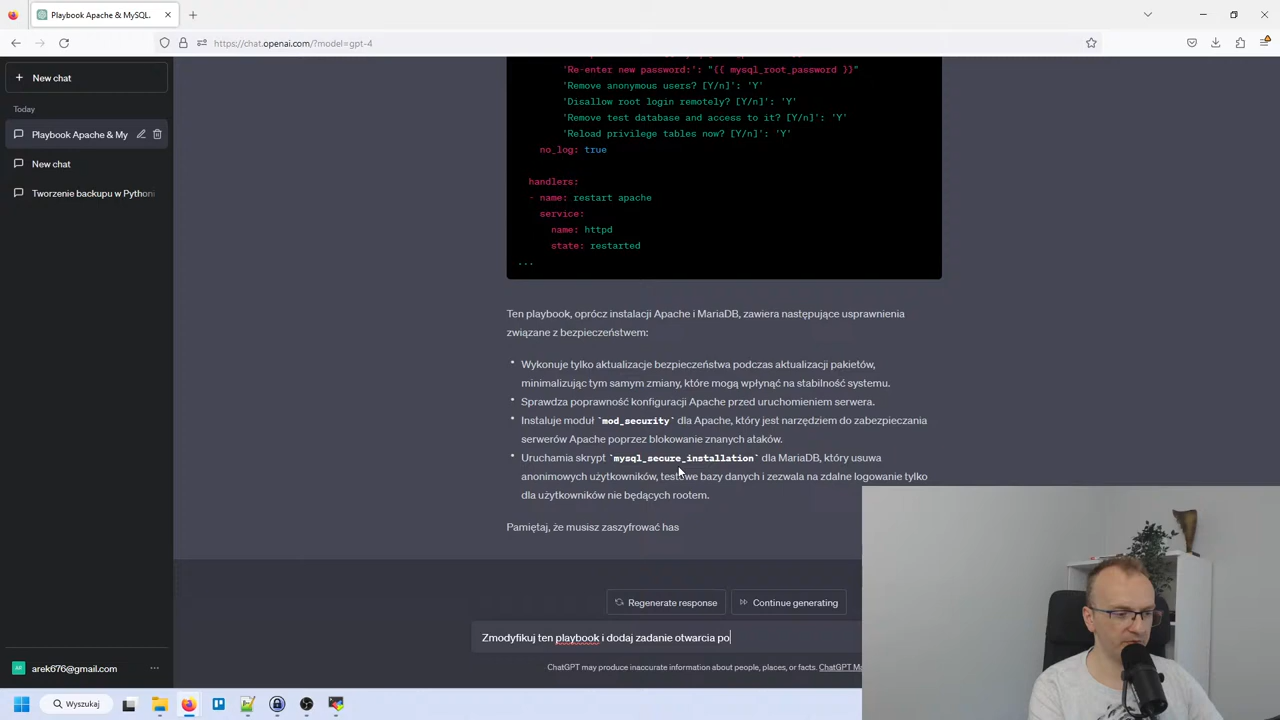 Playbook Apache & MySQL.
https://chat.openai.com/?model=gpt-4
New chat
Today
Playbook Apache & My
New chat
Tworzenie backupu w Pythoni
'Re-enter new password:': "{{ mysql_root_password }}"
'Remove anonymous users? [Y/n]': 'Y'
'Disallow root login remotely? [Y/n]': 'Y'
'Remove test database and access to it? [Y/n]': 'Y'
'Reload privilege tables now? [Y/n]': 'Y'
no_log: true
handlers:
- name: restart apache
service:
name: httpd
state: restarted
...
Ten playbook, oprócz instalacji Apache i MariaDB, zawiera następujące usprawnienia
związane z bezpieczeństwem:
• Wykonuje tylko aktualizacje bezpieczeństwa podczas aktualizacji pakietów,
minimalizując tym samym zmiany, które mogą wpłynąć na stabilność systemu.
• Sprawdza poprawność konfiguracji Apache przed uruchomieniem serwera.
• Instaluje moduł `mod_security` dla Apache, który jest narzędziem do zabezpieczania
serwerów Apache poprzez blokowanie znanych ataków.
• Uruchamia skrypt `mysql_secure_installation` dla MariaDB, który usuwa
anonimowych użytkowników, testowe bazy danych i zezwala na zdalne logowanie tylko
dla użytkowników nie będących rootem.
Pamiętaj, że musisz zaszyfrować has
Regenerate response
Continue generating
Zmodyfikuj ten playbook i dodaj zadanie otwarcia po
ChatGPT may produce inaccurate information about people, places, or facts. ChatGPT Ma
AR
arek676@gmail.com
Wyszukaj